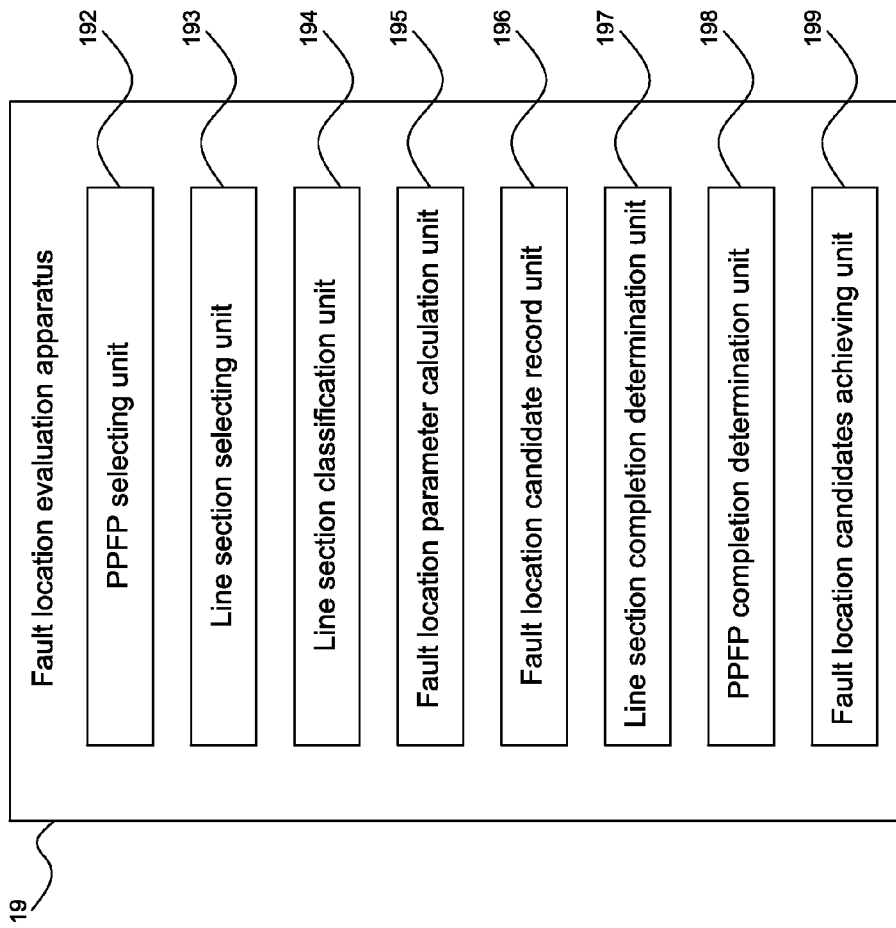 19
Fault location evaluation apparatus
PPFP selecting unit
192
Line section selecting unit
193
Line section classification unit
194
Fault location parameter calculation unit
195
Fault location candidate record unit
196
Line section completion determination unit
197
PPFP completion determination unit
198
Fault location candidates achieving unit
199